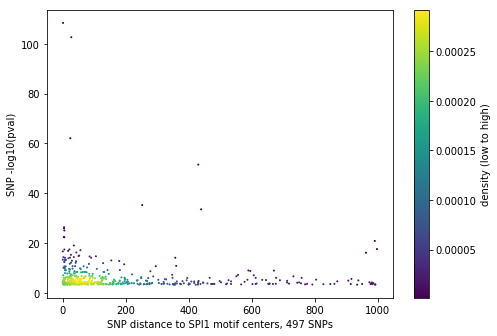 100
80
60
40
20
0
SNP -log10(pval)
0 200 400 600 800 1000
SNP distance to SPI1 motif centers, 497 SNPs
0.00025
0.00020
0.00015
0.00010
0.00005
density (low to high)